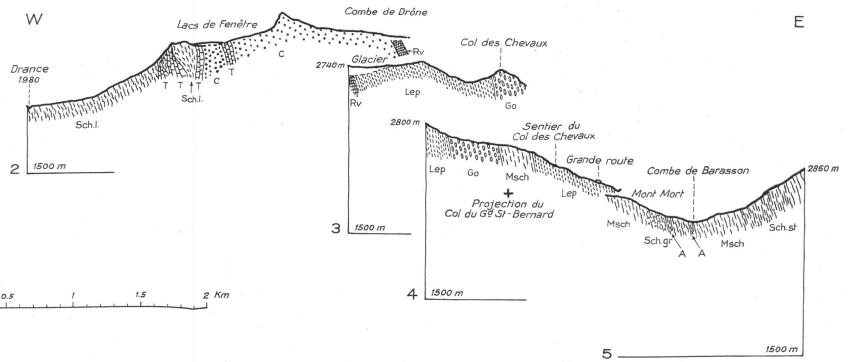 W
E
Lacs de Fenêtre
Combe de Drône
Drance
1980
Sch.l.
T
T
T
Sch.l.
C
T
C
Rv
2
1500 m
2740 m
Glacier
Col des Chevaux
Rv
Lep
Go
3
1500 m
2800 m
Sentier du
Col des Chevaux
Grande route
Lep
Go
Msch
Lep
+
Projection du
Col du Gd St-Bernard
4
1500 m
Mont Mort
Combe de Barasson
2860 m
Msch
Sch.gr
A
A
Msch
Sch.st
5
1500 m
0.5
1
1.5
2 Km